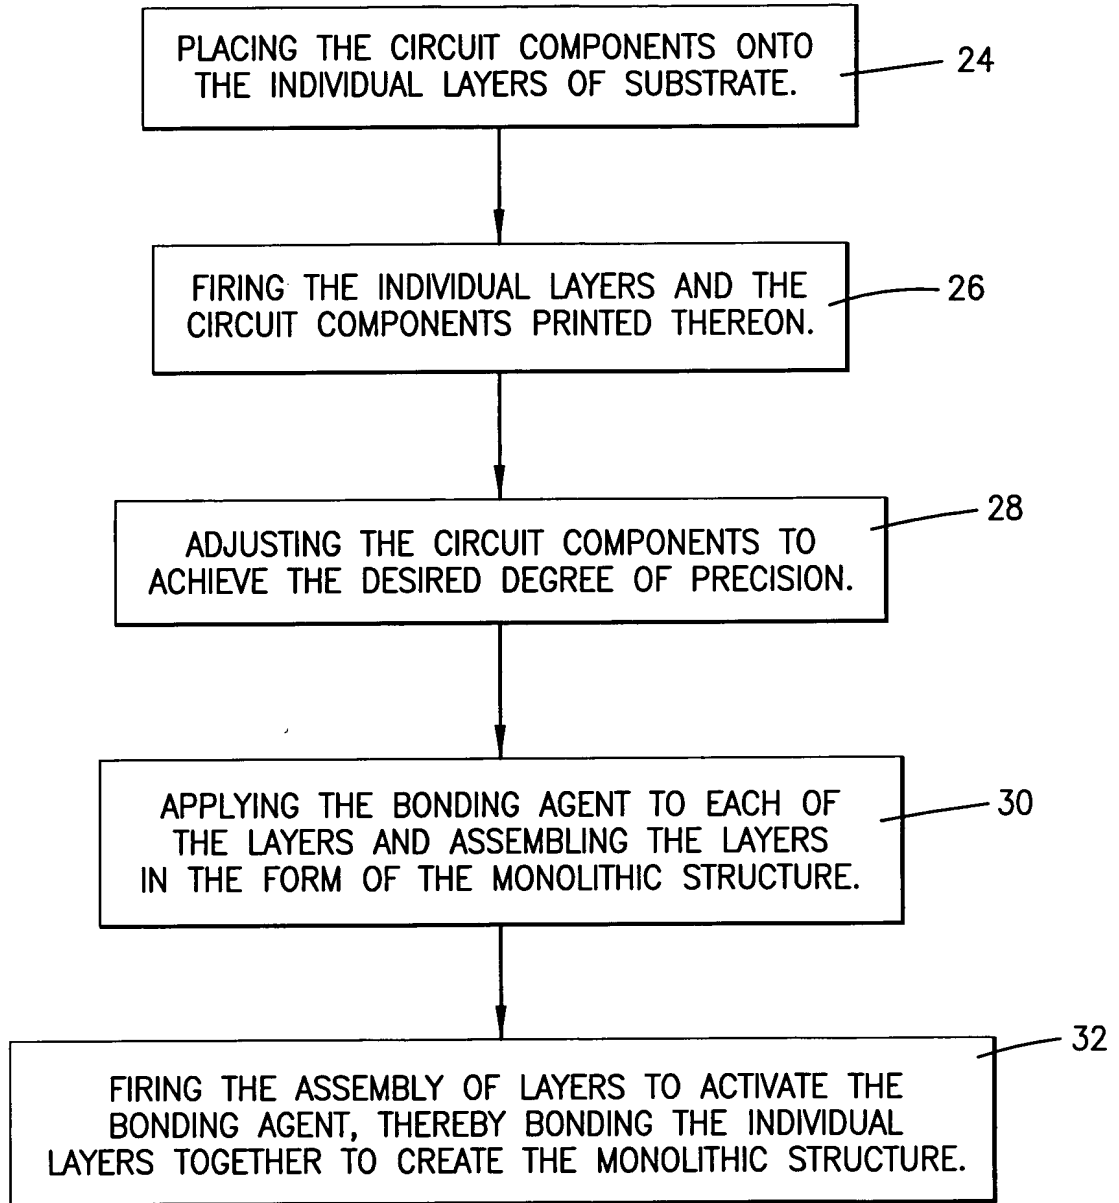 PLACING THE CIRCUIT COMPONENTS ONTO
THE INDIVIDUAL LAYERS OF SUBSTRATE.
24
FIRING THE INDIVIDUAL LAYERS AND THE
CIRCUIT COMPONENTS PRINTED THEREON.
26
ADJUSTING THE CIRCUIT COMPONENTS TO
ACHIEVE THE DESIRED DEGREE OF PRECISION.
28
APPLYING THE BONDING AGENT TO EACH OF
THE LAYERS AND ASSEMBLING THE LAYERS
IN THE FORM OF THE MONOLITHIC STRUCTURE.
30
FIRING THE ASSEMBLY OF LAYERS TO ACTIVATE THE
BONDING AGENT, THEREBY BONDING THE INDIVIDUAL
LAYERS TOGETHER TO CREATE THE MONOLITHIC STRUCTURE.
32